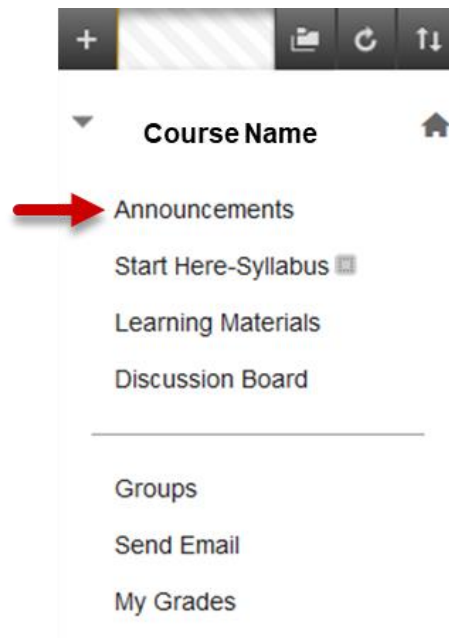 Course Name
Announcements
Start Here-Syllabus
Learning Materials
Discussion Board
Groups
Send Email
My Grades